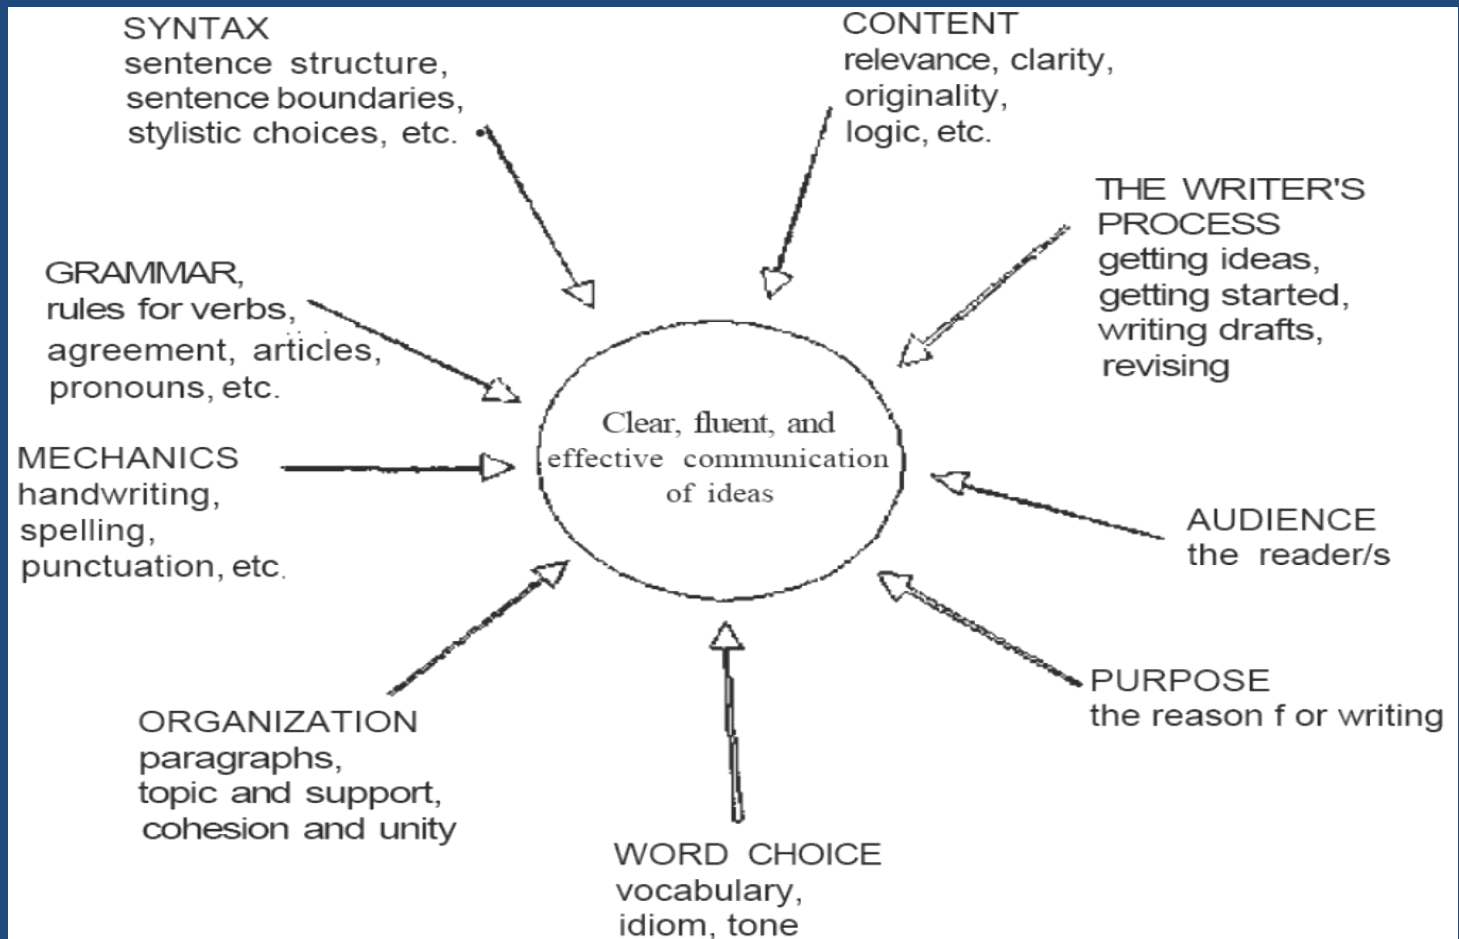 SYNTAX
sentence structure,
sentence boundaries,
stylistic choices, etc.
CONTENT
relevance, clarity,
originality,
logic, etc.
THE WRITER'S
PROCESS
getting ideas,
getting started,
writing drafts,
revising
GRAMMAR,
rules for verbs,
agreement, articles,
pronouns, etc.
Clear, fluent, and
effective communication
of ideas
MECHANICS
handwriting,
spelling,
punctuation, etc.
AUDIENCE
the reader/s
PURPOSE
the reason f or writing
ORGANIZATION
paragraphs,
topic and support,
cohesion and unity
WORD CHOICE
vocabulary,
idiom, tone